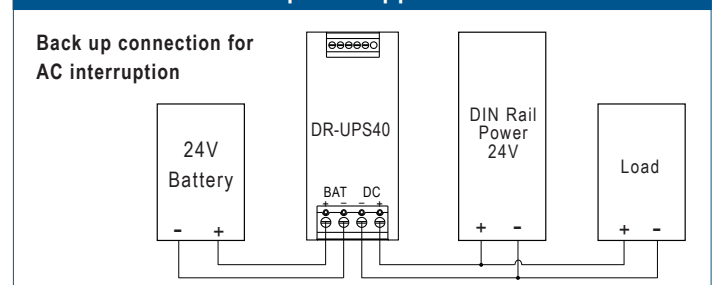 Back up connection for
AC interruption
24V
Battery
- +
DR-UPS40
BAT DC
+ - - +
DIN Rail
Power
24V
+ -
Load
+ -